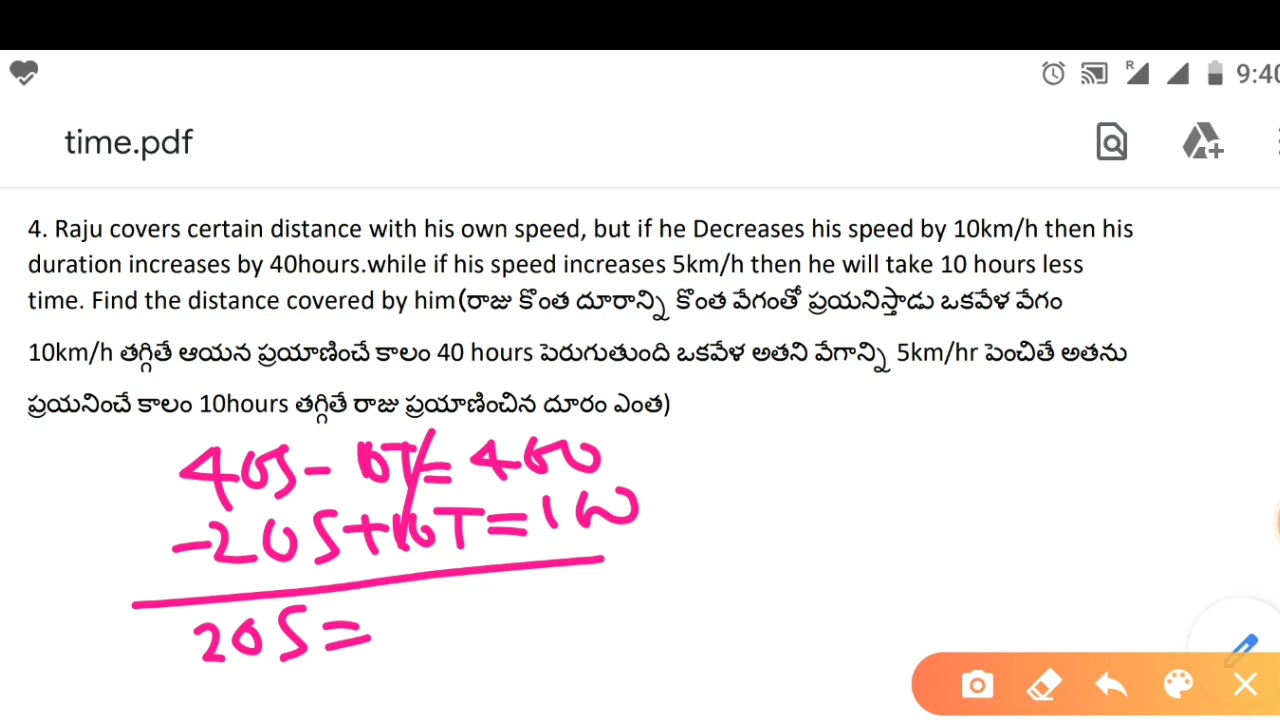 9:40
time.pdf
4. Raju covers certain distance with his own speed, but if he Decreases his speed by 10km/h then his
duration increases by 40hours.while if his speed increases 5km/h then he will take 10 hours less
time. Find the distance covered by him(రాజు కొంత దూరాన్ని కొంత వేగంతో ప్రయనిస్తాడు ఒకవేళ వేగం
10km/h తగ్గితే ఆయన ప్రయాణించే కాలం 40 hours పెరుగుతుంది ఒకవేళ అతని వేగాన్ని 5km/hr పెంచితే అతను
ప్రయనించే కాలం 10hours తగ్గితే రాజు ప్రయాణించిన దూరం ఎంత)
40S - 10T = 400
-20S + 10T = 100
20S =